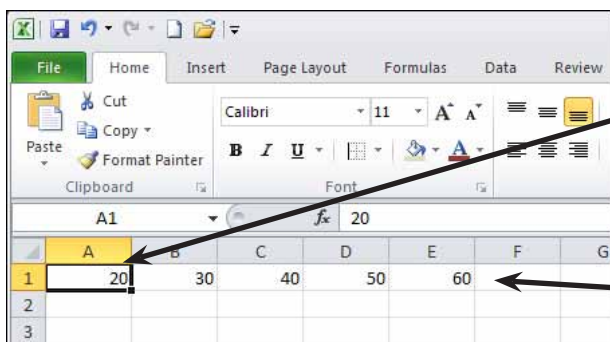 File Home Insert Page Layout Formulas Data Review
Cut
Calibri 11 A A
Copy
Paste
Format Painter
B I U A
Clipboard Font
A1 fx 20
A B C D E F G
1 20 30 40 50 60
2
3